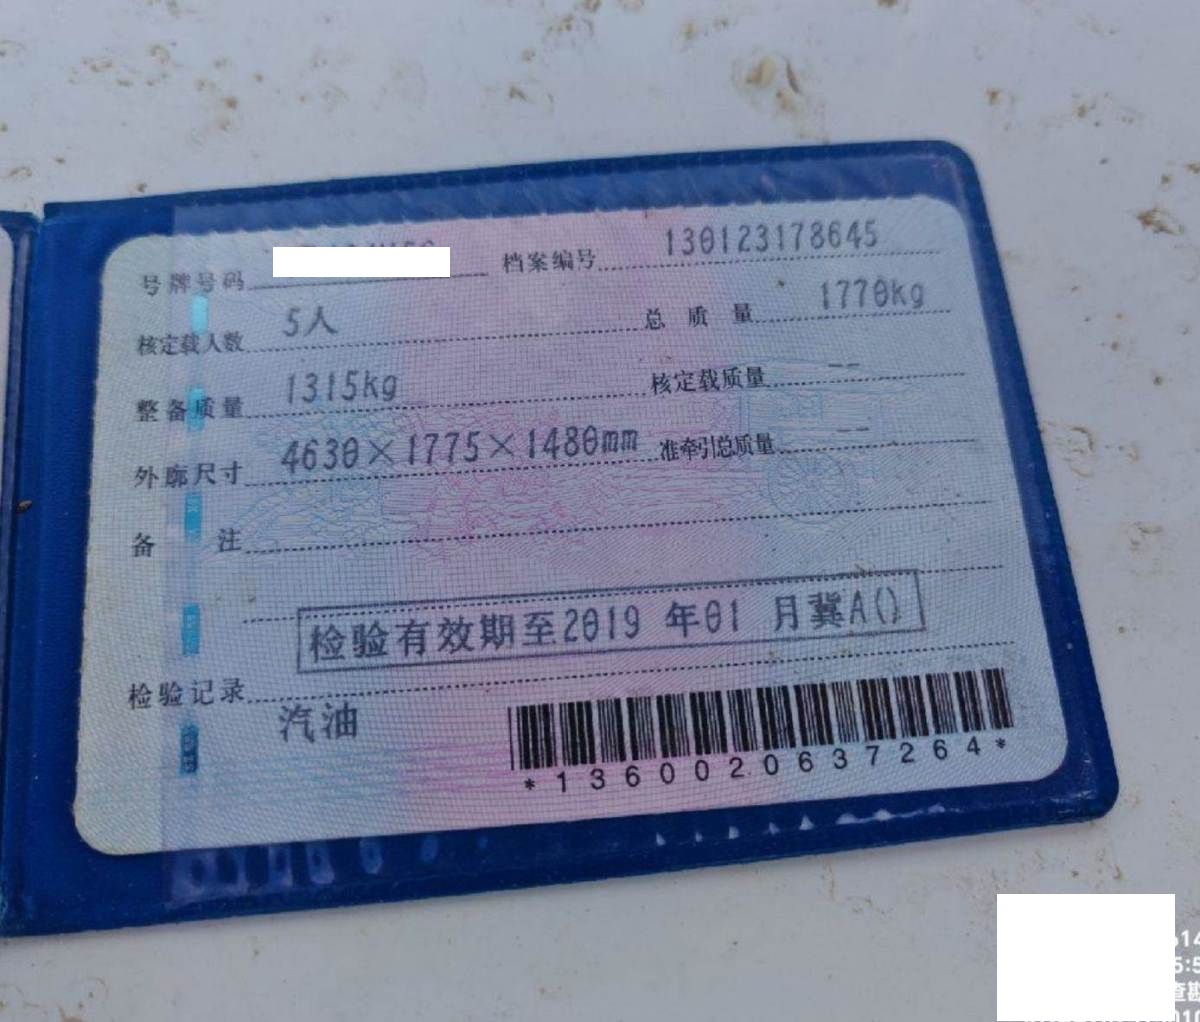 号牌号码 档案编号 130123178645
核定载人数 5人 总质量 1770kg
整备质量 1315kg 核定载质量 --
外廓尺寸 4630×1775×1480mm 准牵引总质量 --
备注
检验有效期至2019年01月冀A()
检验记录
汽油
*1360020637264*